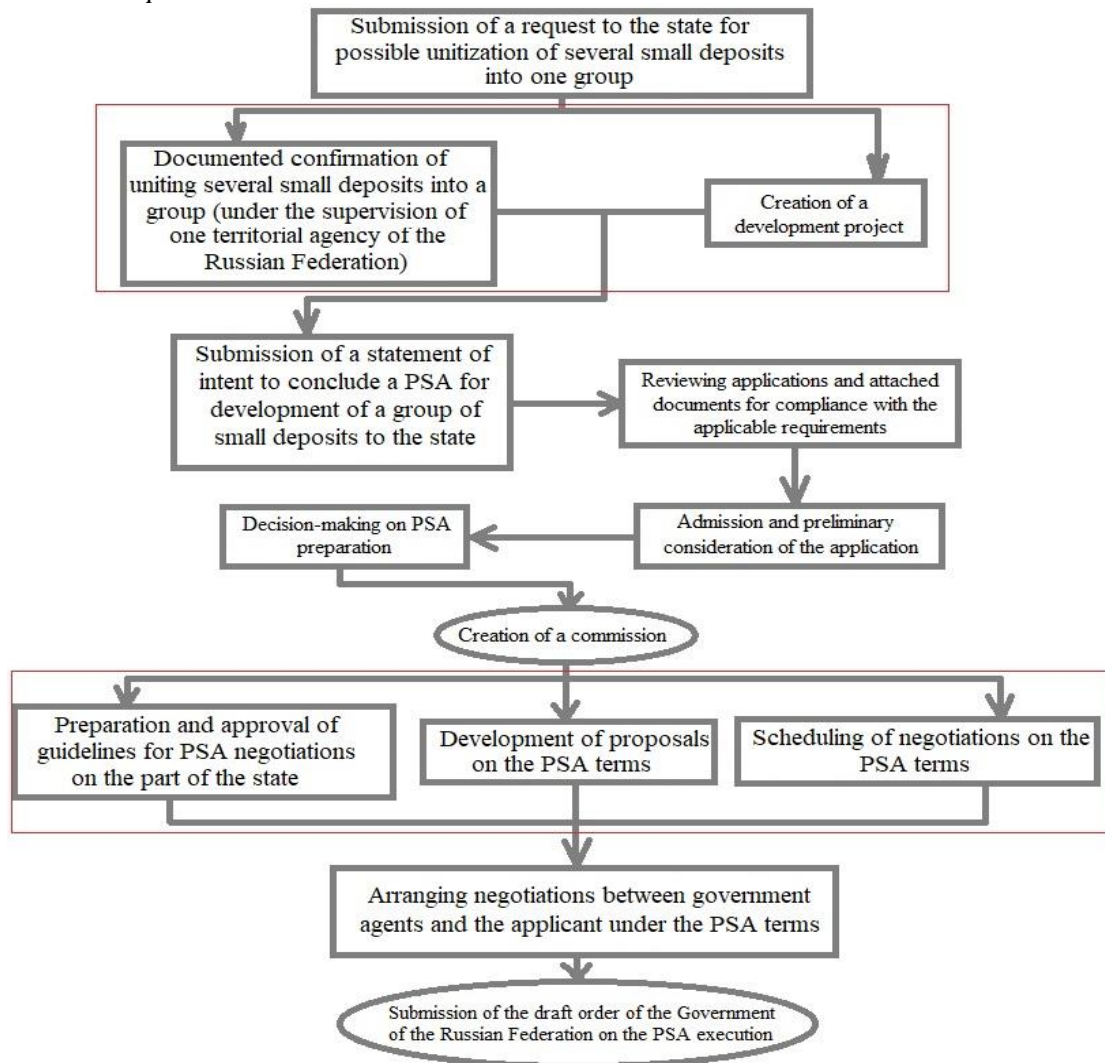 Submission of a request to the state for
possible unitization of several small deposits
into one group
Documented confirmation of
uniting several small deposits into a
group (under the supervision of
one territorial agency of the
Russian Federation)
Creation of a
development project
Submission of a statement of
intent to conclude a PSA for
development of a group of
small deposits to the state
Reviewing applications and attached
documents for compliance with the
applicable requirements
Decision-making on PSA
preparation
Admission and preliminary
consideration of the application
Creation of a commission
Preparation and approval of
guidelines for PSA negotiations
on the part of the state
Development of proposals
on the PSA terms
Scheduling of negotiations on the
PSA terms
Arranging negotiations between government
agents and the applicant under the PSA terms
Submission of the draft order of the Government
of the Russian Federation on the PSA execution